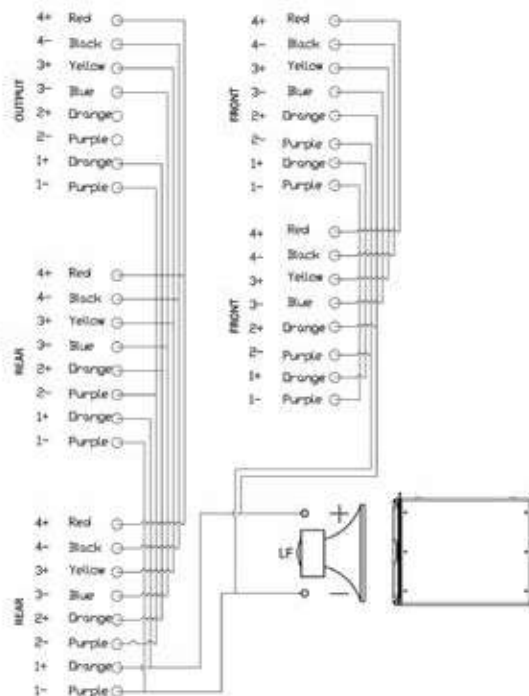 OUTPUT
4+ Red
4- Black
3+ Yellow
3- Blue
2+ Orange
2- Purple
1+ Orange
1- Purple
REAR
4+ Red
4- Black
3+ Yellow
3- Blue
2+ Orange
2- Purple
1+ Orange
1- Purple
REAR
4+ Red
4- Black
3+ Yellow
3- Blue
2+ Orange
2- Purple
1+ Orange
1- Purple
FRONT
4+ Red
4- Black
3+ Yellow
3- Blue
2+ Orange
2- Purple
1+ Orange
1- Purple
FRONT
4+ Red
4- Black
3+ Yellow
3- Blue
2+ Orange
2- Purple
1+ Orange
1- Purple
+
LF
-